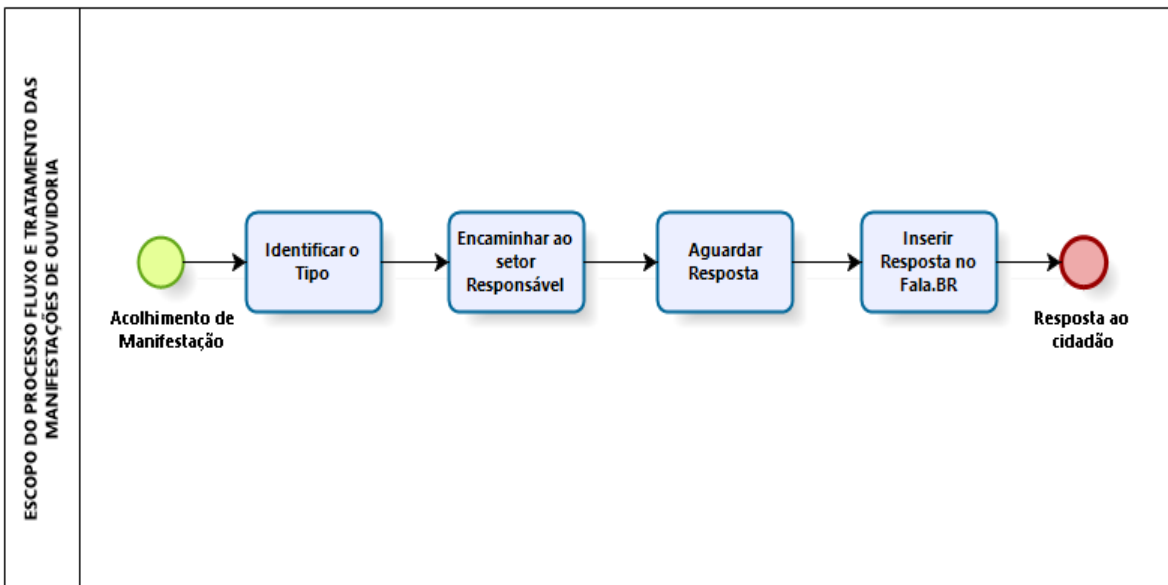 ESCOPO DO PROCESSO FLUXO E TRATAMENTO DAS
MANIFESTAÇÕES DE OUVIDORIA
Acolhimento de
Manifestação
Identificar o
Tipo
Encaminhar ao
setor
Responsável
Aguardar
Resposta
Inserir
Resposta no
Fala.BR
Resposta ao
cidadão